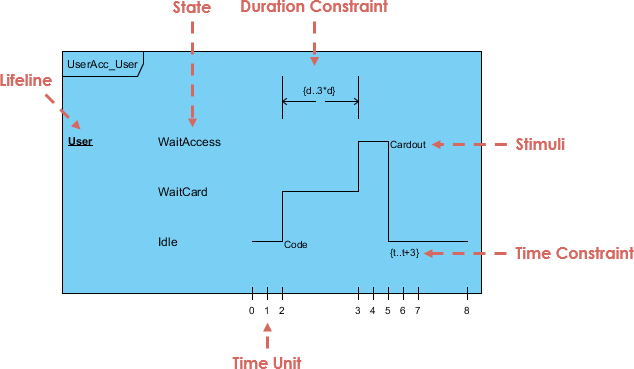 State
Duration Constraint
UserAcc_User
Lifeline
{d..3*d}
User
WaitAccess
Cardout
Stimuli
WaitCard
Idle
Code
{t..t+3}
Time Constraint
0 1 2 3 4 5 6 7 8
Time Unit